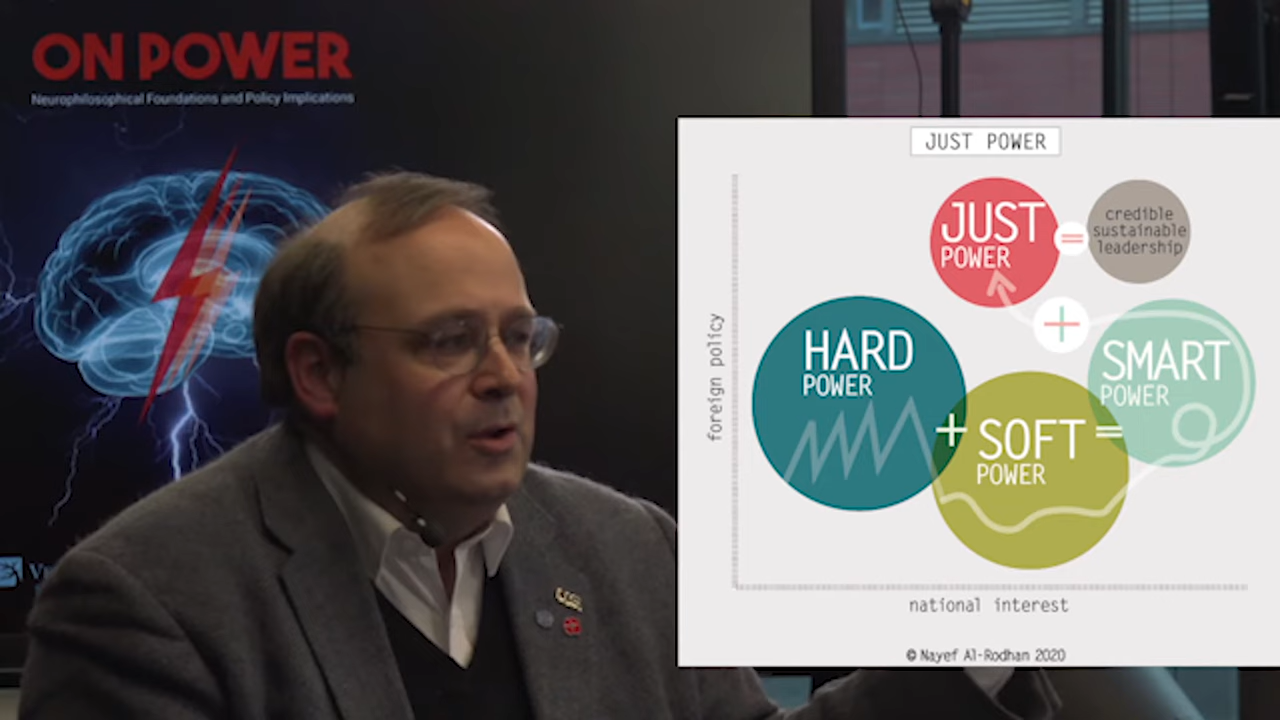 ON POWER
Neurophilosophical Foundations and Policy Implications
JUST POWER
JUST
POWER
=
credible
sustainable
leadership
+
HARD
POWER
+
SOFT
POWER
=
SMART
POWER
foreign policy
national interest
© Nayef Al-Rodhan 2020